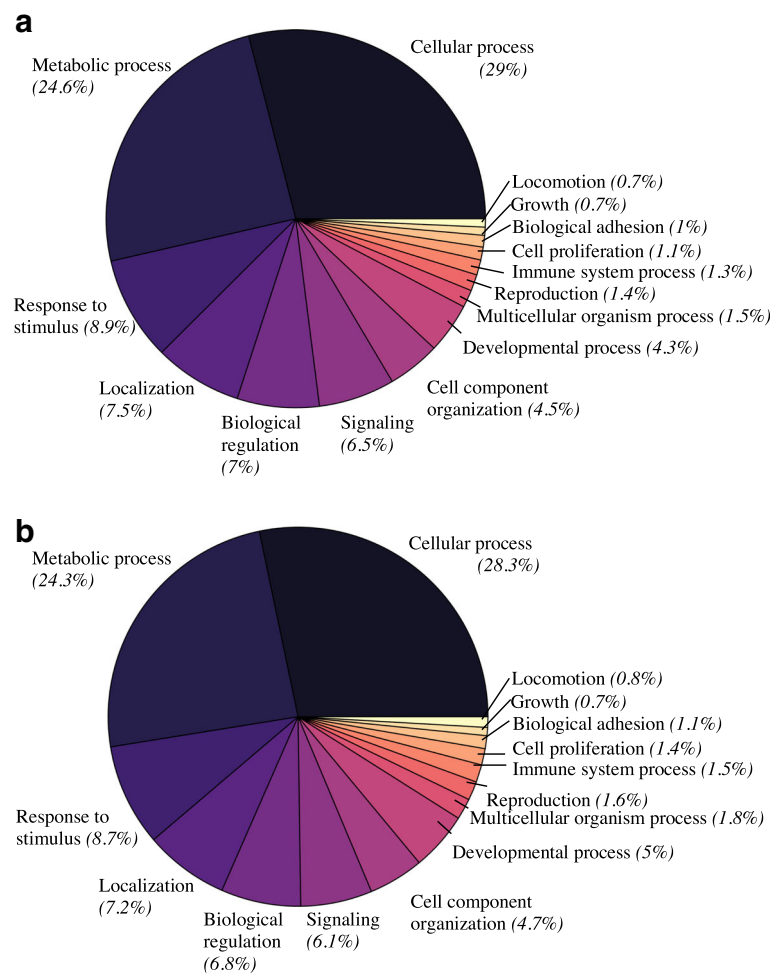 a
Cellular process
(29%)
Metabolic process
(24.6%)
Locomotion (0.7%)
Growth (0.7%)
Biological adhesion (1%)
Cell proliferation (1.1%)
Immune system process (1.3%)
Reproduction (1.4%)
Multicellular organism process (1.5%)
Developmental process (4.3%)
Response to
stimulus (8.9%)
Localization
(7.5%)
Biological
regulation
(7%)
Signaling
(6.5%)
Cell component
organization (4.5%)
b
Cellular process
(28.3%)
Metabolic process
(24.3%)
Locomotion (0.8%)
Growth (0.7%)
Biological adhesion (1.1%)
Cell proliferation (1.4%)
Immune system process (1.5%)
Reproduction (1.6%)
Multicellular organism process (1.8%)
Developmental process (5%)
Response to
stimulus (8.7%)
Localization
(7.2%)
Biological
regulation
(6.8%)
Signaling
(6.1%)
Cell component
organization (4.7%)